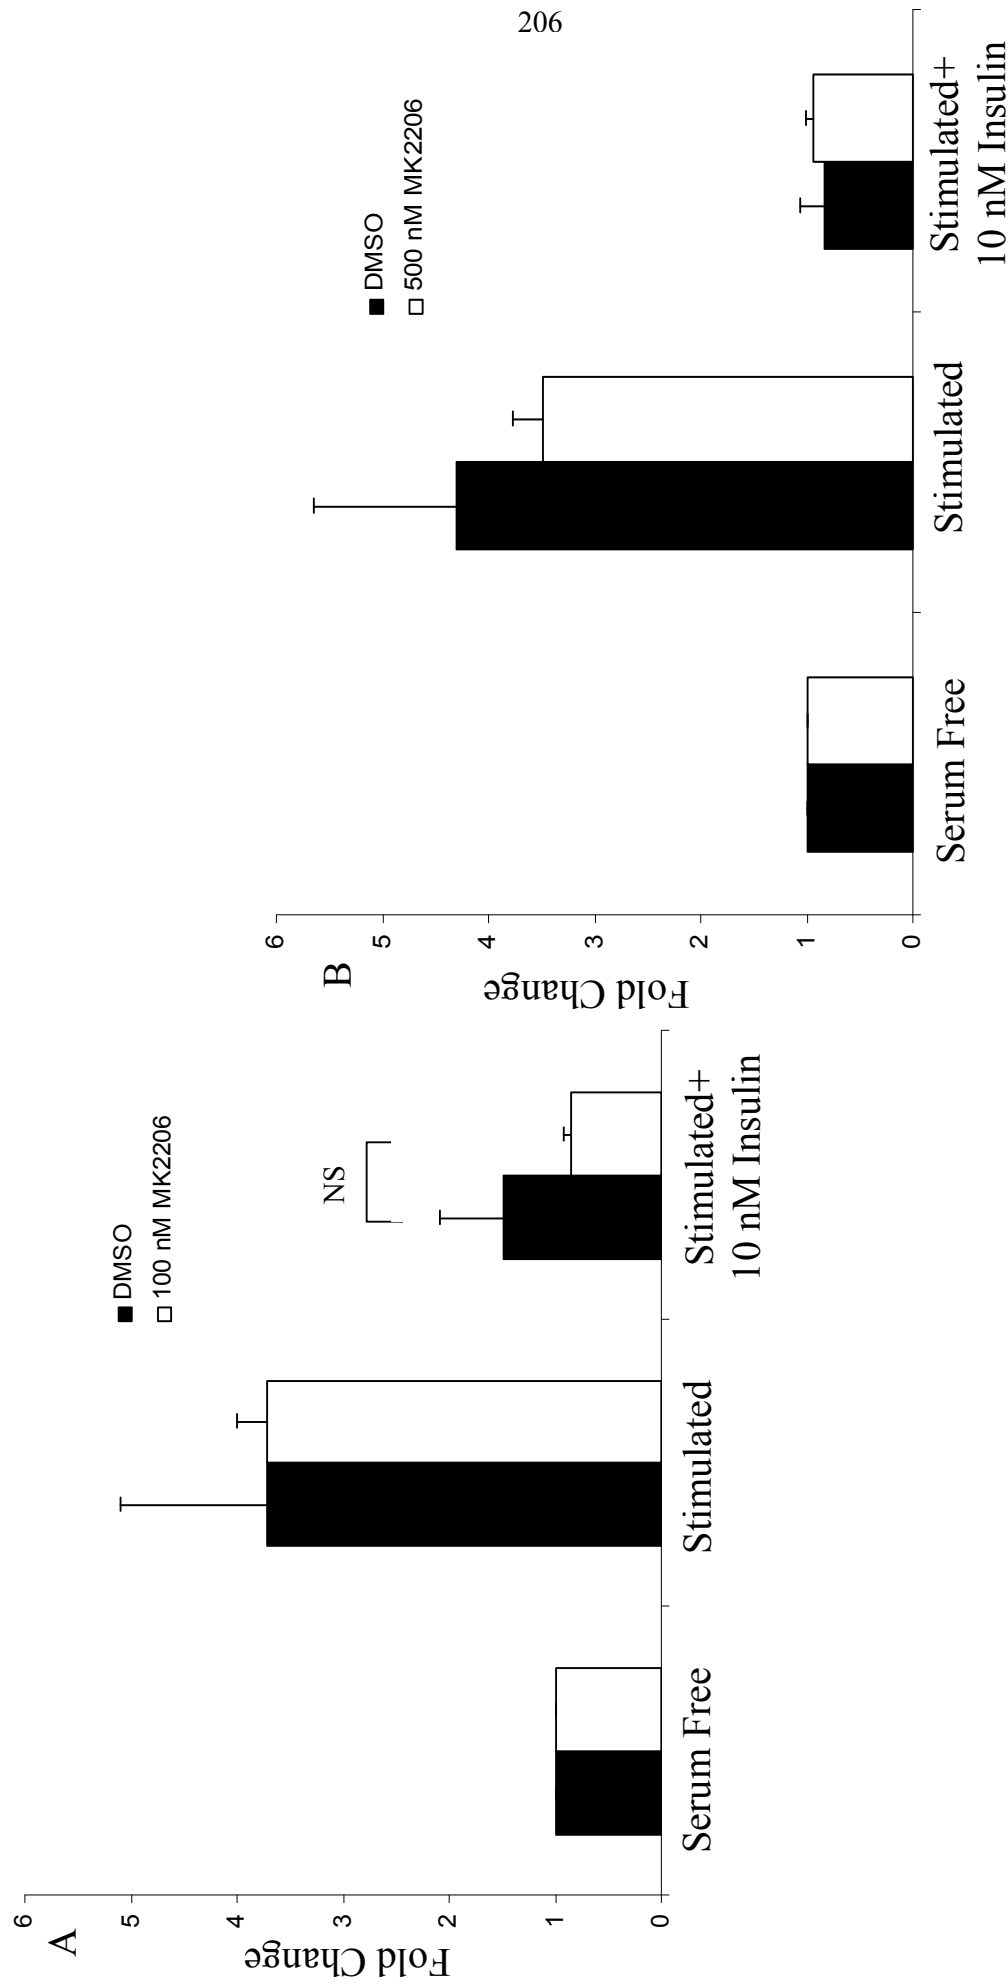 206
A
Fold Change
6
5
4
3
2
1
0
DMSO
100 nM MK2206
NS
Serum Free
Stimulated
Stimulated+
10 nM Insulin
B
Fold Change
6
5
4
3
2
1
0
DMSO
500 nM MK2206
Serum Free
Stimulated
Stimulated+
10 nM Insulin